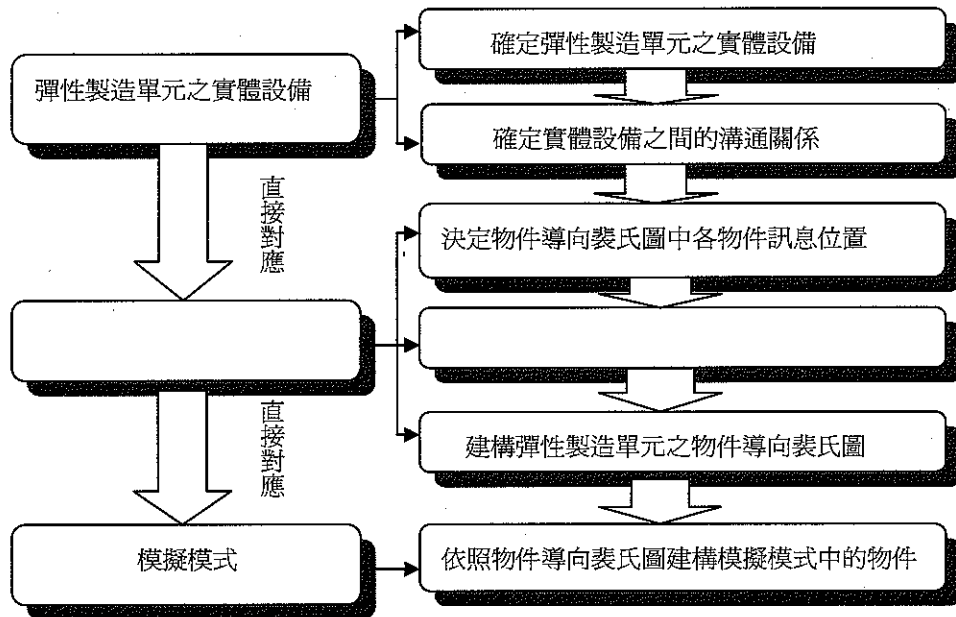 彈性製造單元之實體設備
直接對應
直接對應
模擬模式
確定彈性製造單元之實體設備
確定實體設備之間的溝通關係
決定物件導向裴氏圖中各物件訊息位置
建構彈性製造單元之物件導向裴氏圖
依照物件導向裴氏圖建構模擬模式中的物件